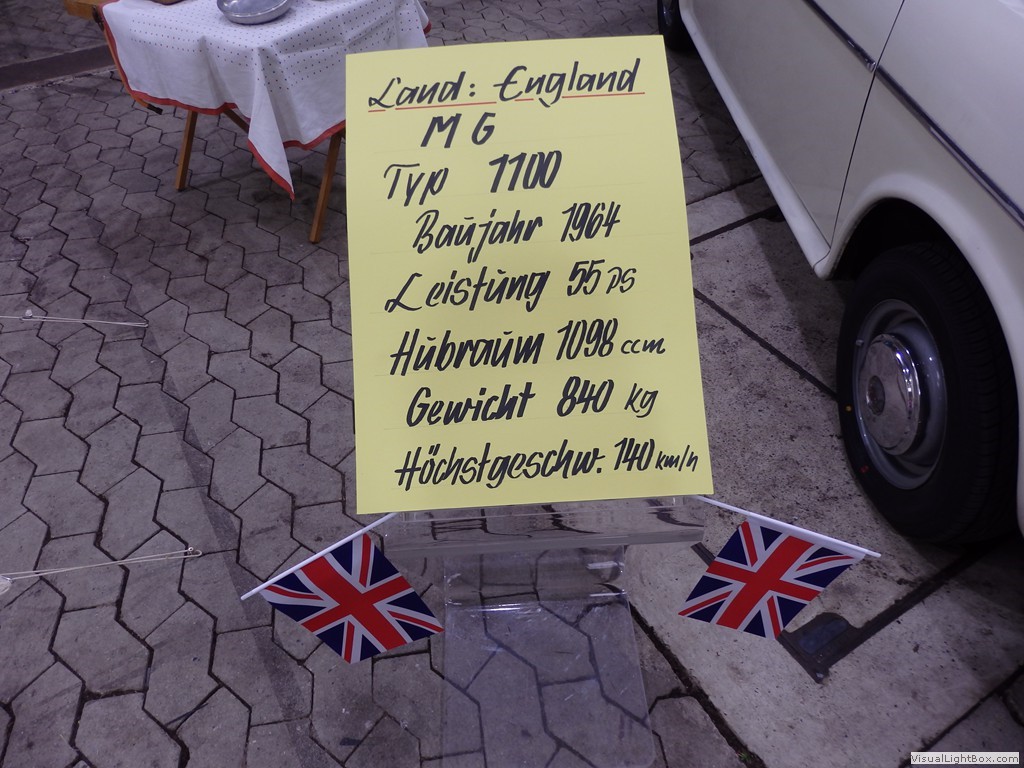 Land: England
MG
Typ 1100
Baujahr 1964
Leistung 55 PS
Hubraum 1098 ccm
Gewicht 840 kg
Höchstgeschw. 140 km/h
VisualLightBox.com